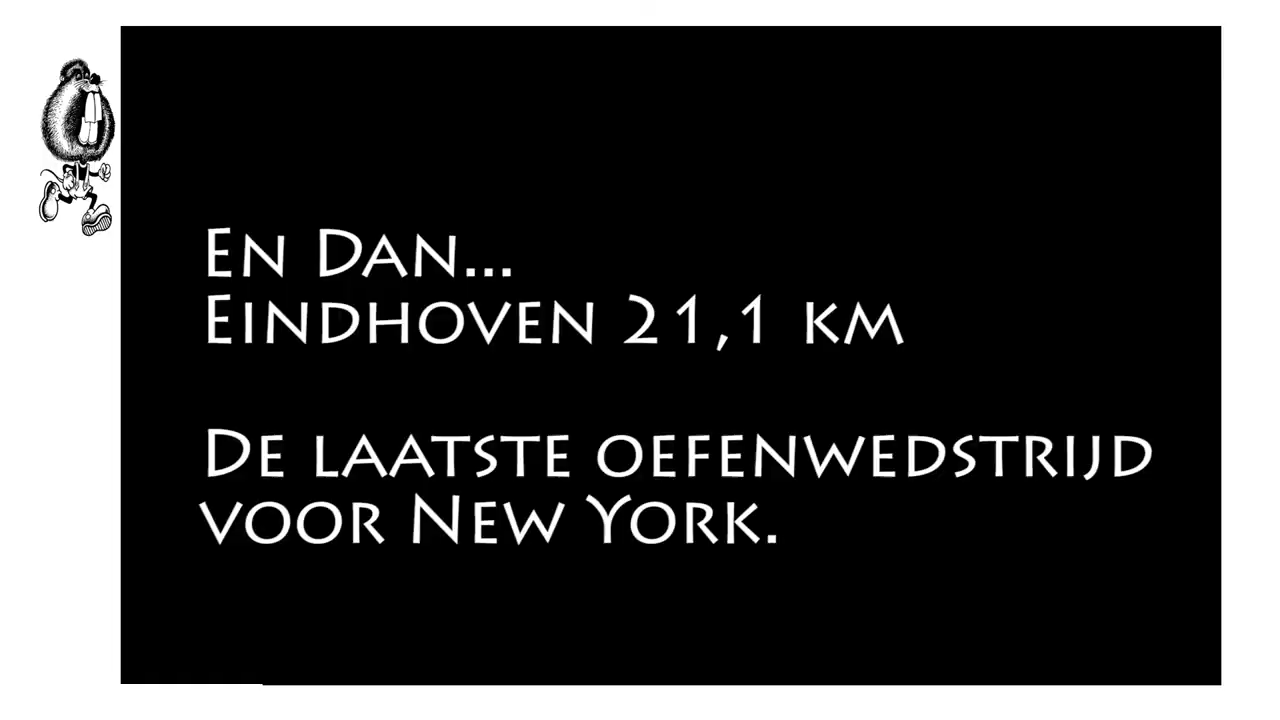 En Dan...
Eindhoven 21,1 km
De laatste oefenwedstrijd
voor New York.